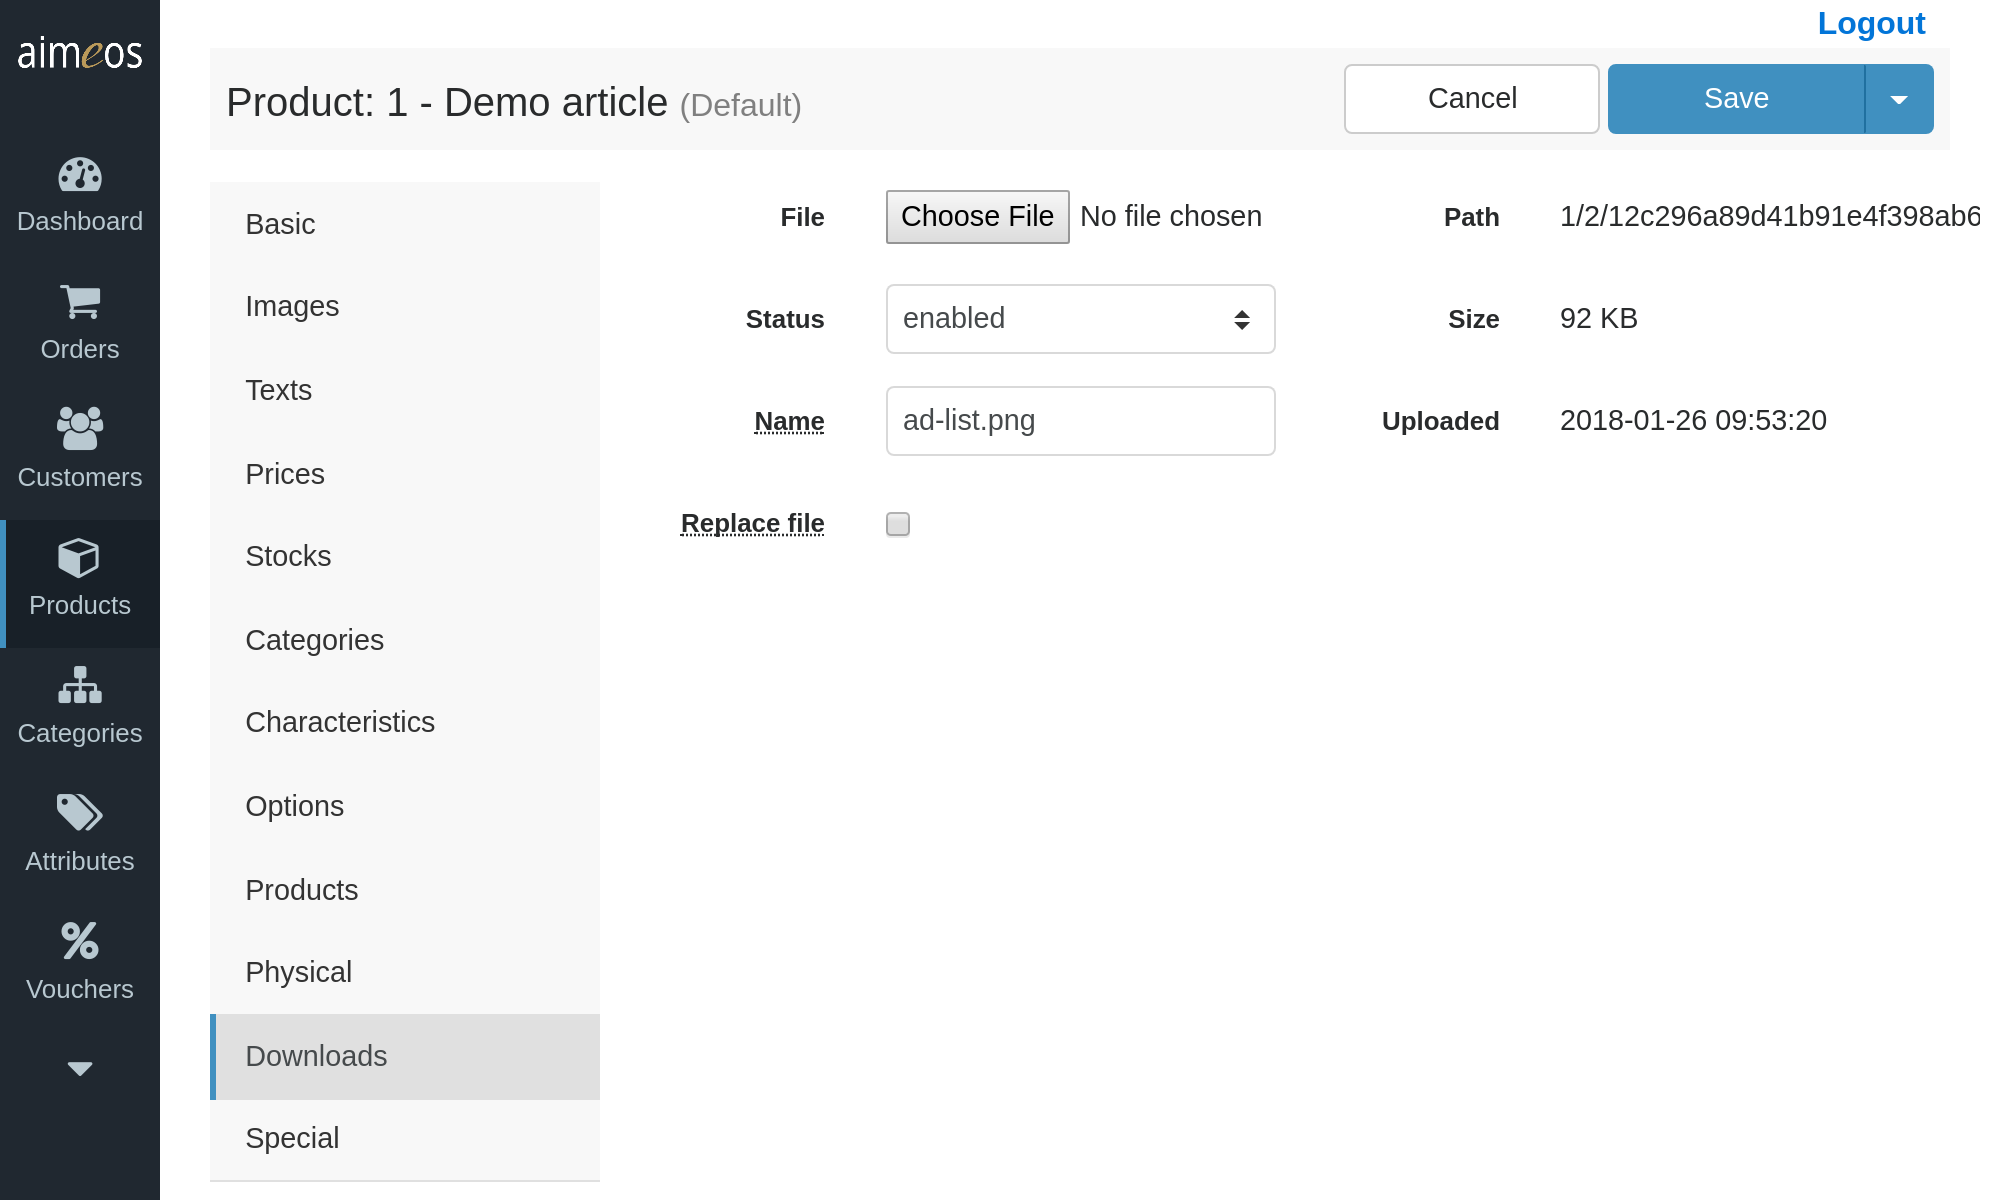 aimeos
Logout
Product: 1 - Demo article (Default)
Cancel
Save
Dashboard
Orders
Customers
Products
Categories
Attributes
Vouchers
Basic
Images
Texts
Prices
Stocks
Categories
Characteristics
Options
Products
Physical
Downloads
Special
File Choose File No file chosen
Path 1/2/12c296a89d41b91e4f398ab6
Status enabled
Size 92 KB
Name ad-list.png
Uploaded 2018-01-26 09:53:20
Replace file